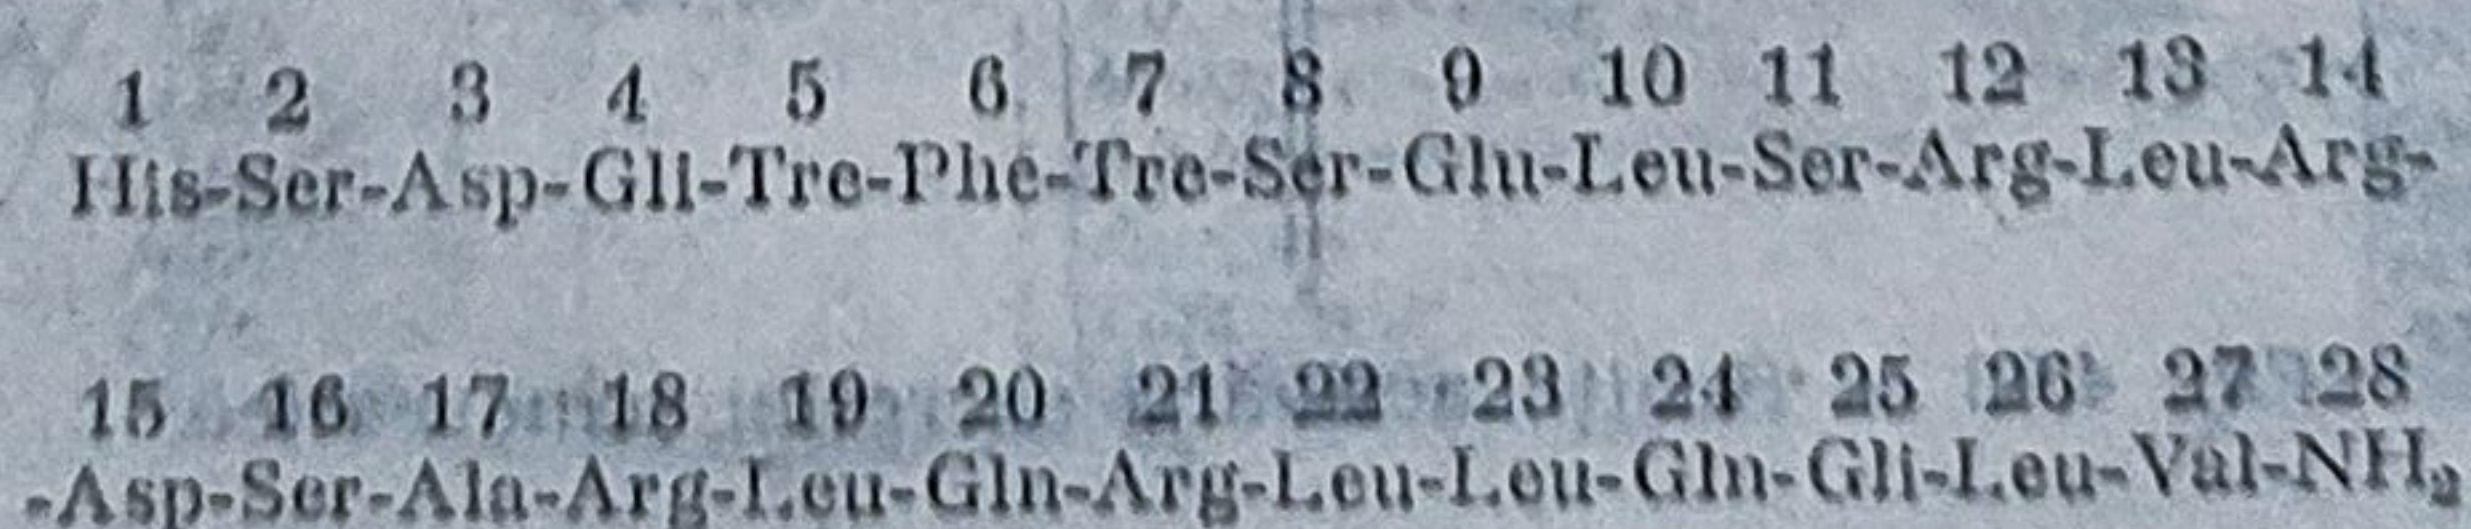 1 2 3 4 5 6 7 8 9 10 11 12 13 14
His-Ser-Asp-Gli-Tre-Phe-Tre-Ser-Glu-Leu-Ser-Arg-Leu-Arg-
15 16 17 18 19 20 21 22 23 24 25 26 27 28
-Asp-Ser-Ala-Arg-Leu-Gln-Arg-Leu-Leu-Gln-Gli-Leu-Val-NH₂